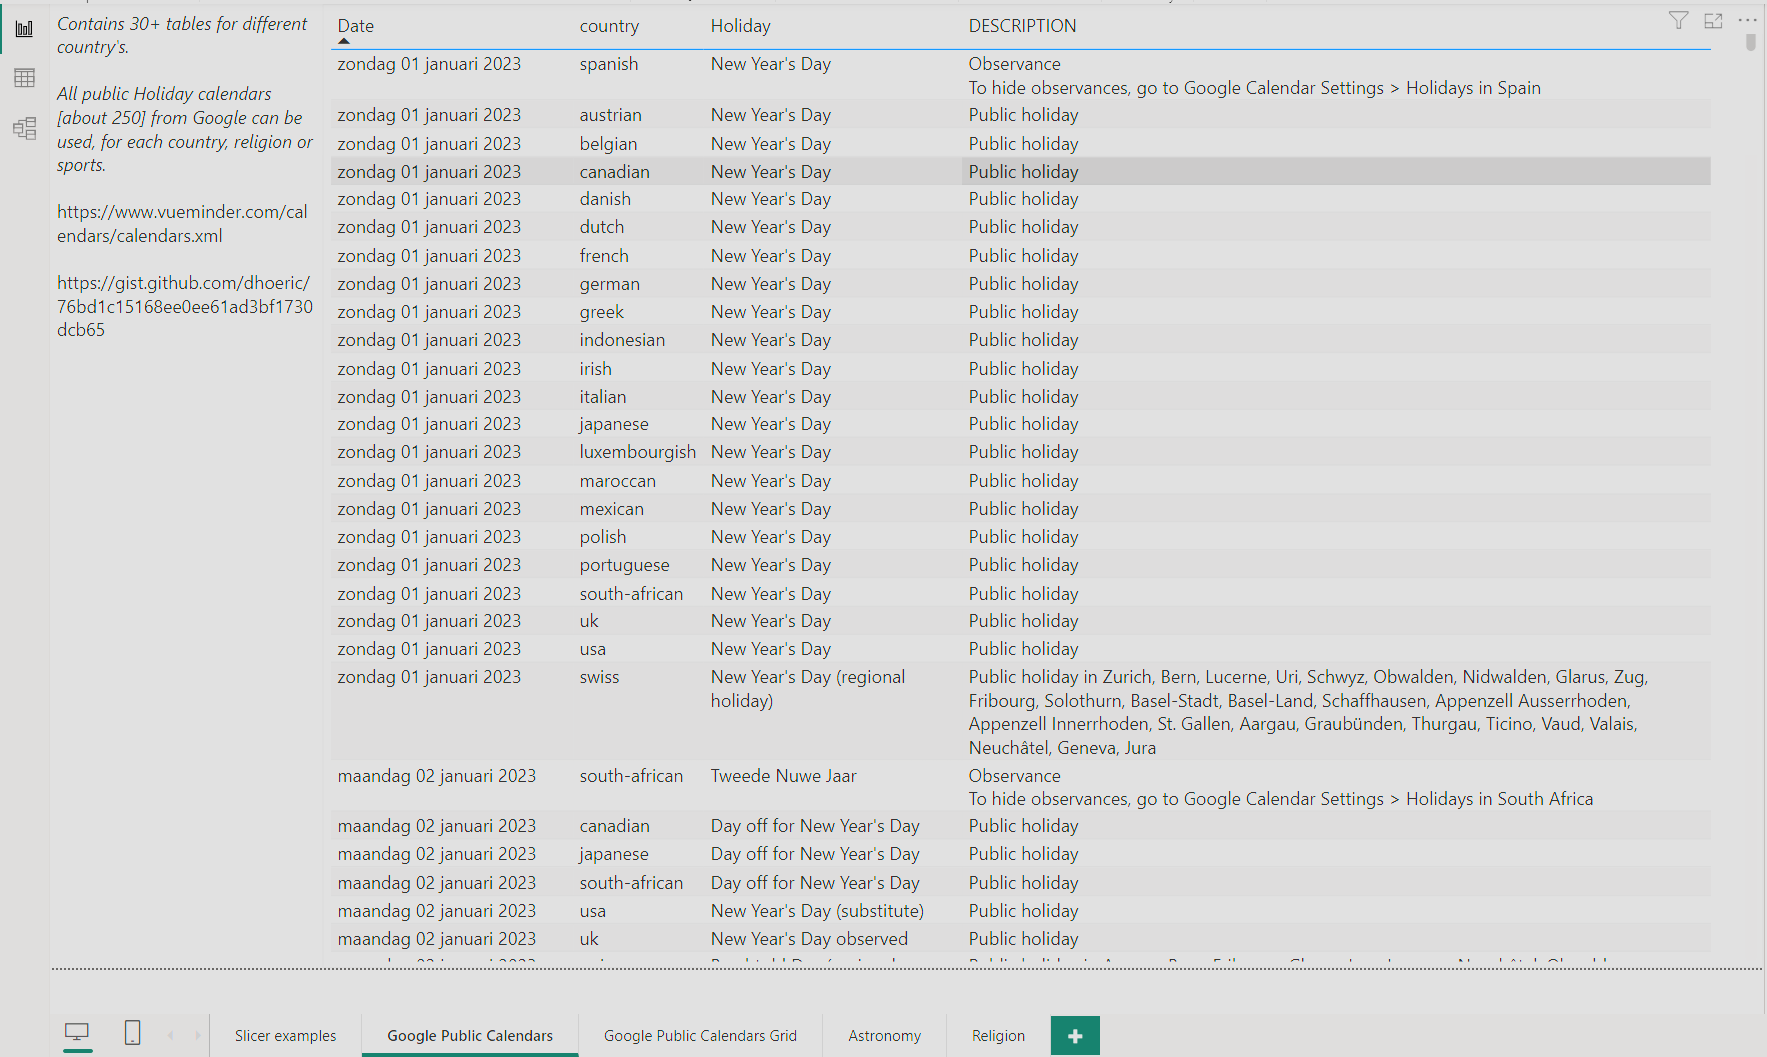 Contains 30+ tables for different
country's.
All public Holiday calendars
[about 250] from Google can be
used, for each country, religion or
sports.
https://www.vueminder.com/cal
endars/calendars.xml
https://gist.github.com/dhoeric/
76bd1c15168ee0ee61ad3bf1730
dcb65
Date country Holiday DESCRIPTION
zondag 01 januari 2023 spanish New Year's Day Observance
To hide observances, go to Google Calendar Settings > Holidays in Spain
zondag 01 januari 2023 austrian New Year's Day Public holiday
zondag 01 januari 2023 belgian New Year's Day Public holiday
zondag 01 januari 2023 canadian New Year's Day Public holiday
zondag 01 januari 2023 danish New Year's Day Public holiday
zondag 01 januari 2023 dutch New Year's Day Public holiday
zondag 01 januari 2023 french New Year's Day Public holiday
zondag 01 januari 2023 german New Year's Day Public holiday
zondag 01 januari 2023 greek New Year's Day Public holiday
zondag 01 januari 2023 indonesian New Year's Day Public holiday
zondag 01 januari 2023 irish New Year's Day Public holiday
zondag 01 januari 2023 italian New Year's Day Public holiday
zondag 01 januari 2023 japanese New Year's Day Public holiday
zondag 01 januari 2023 luxembourgish New Year's Day Public holiday
zondag 01 januari 2023 maroccan New Year's Day Public holiday
zondag 01 januari 2023 mexican New Year's Day Public holiday
zondag 01 januari 2023 polish New Year's Day Public holiday
zondag 01 januari 2023 portuguese New Year's Day Public holiday
zondag 01 januari 2023 south-african New Year's Day Public holiday
zondag 01 januari 2023 uk New Year's Day Public holiday
zondag 01 januari 2023 usa New Year's Day Public holiday
zondag 01 januari 2023 swiss New Year's Day (regional Public holiday in Zurich, Bern, Lucerne, Uri, Schwyz, Obwalden, Nidwalden, Glarus, Zug,
holiday) Fribourg, Solothurn, Basel-Stadt, Basel-Land, Schaffhausen, Appenzell Ausserrhoden,
Appenzell Innerrhoden, St. Gallen, Aargau, Graubünden, Thurgau, Ticino, Vaud, Valais,
Neuchâtel, Geneva, Jura
maandag 02 januari 2023 south-african Tweede Nuwe Jaar Observance
To hide observances, go to Google Calendar Settings > Holidays in South Africa
maandag 02 januari 2023 canadian Day off for New Year's Day Public holiday
maandag 02 januari 2023 japanese Day off for New Year's Day Public holiday
maandag 02 januari 2023 south-african Day off for New Year's Day Public holiday
maandag 02 januari 2023 usa New Year's Day (substitute) Public holiday
maandag 02 januari 2023 uk New Year's Day observed Public holiday
Slicer examples Google Public Calendars Google Public Calendars Grid Astronomy Religion